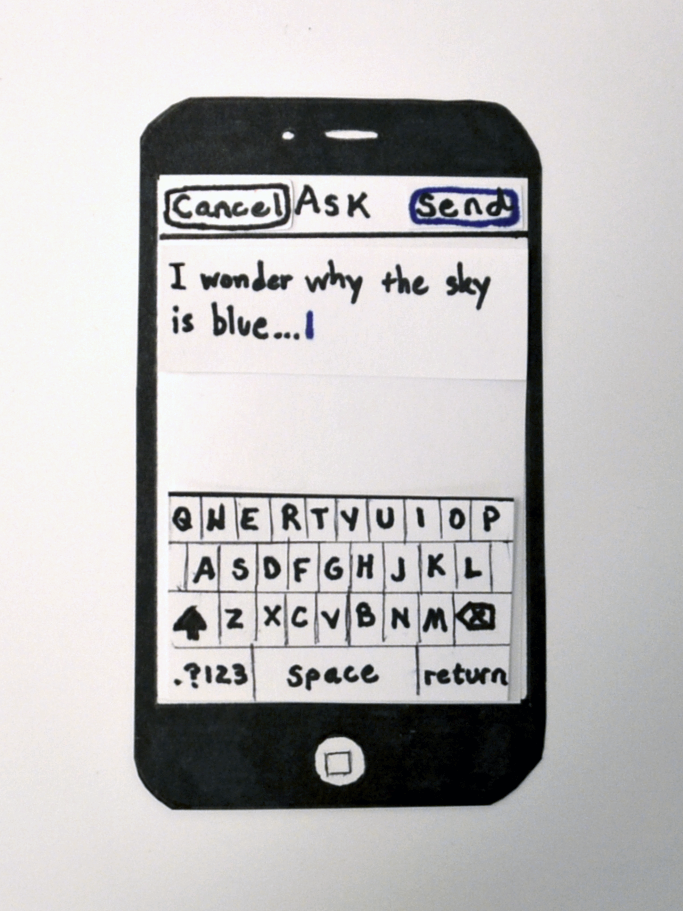 Cancel Ask Send
I wonder why the sky
is blue...
Q W E R T Y U I O P
A S D F G H J K L
Z X C V B N M
.?123 space return